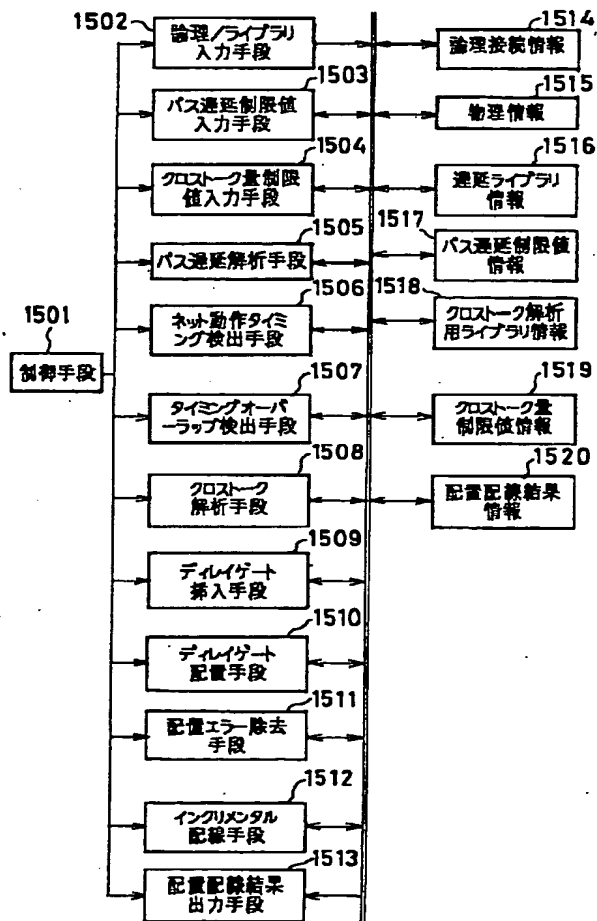 1502
論理/ライブラリ
入力手段
1503
パス遅延制限値
入力手段
1504
クロストーク量制限
値入力手段
1505
パス遅延解析手段
1506
ネット動作タイミ
ング検出手段
1501
制御手段
1507
タイミングオーバ
ーラップ検出手段
1508
クロストーク
解析手段
1509
ディレイゲート
挿入手段
1510
ディレイゲート
配置手段
1511
配置エラー除去
手段
1512
インクリメンタル
配線手段
1513
配置配線結果
出力手段
1514
論理接続情報
1515
物理情報
1516
遅延ライブラリ
情報
1517
パス遅延制限値
情報
1518
クロストーク解析
用ライブラリ情報
1519
クロストーク量
制限値情報
1520
配置配線結果
情報